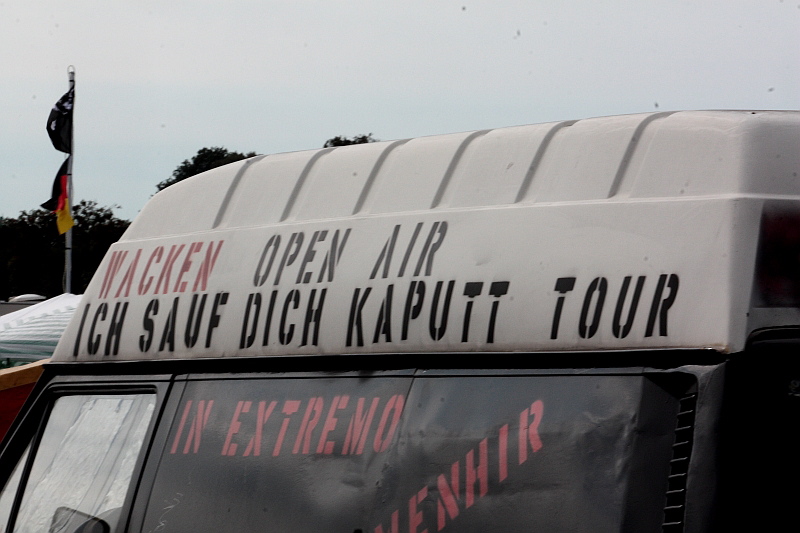 WACKEN OPEN AIR
ICH SAUF DICH KAPUTT TOUR
IN EXTREMO